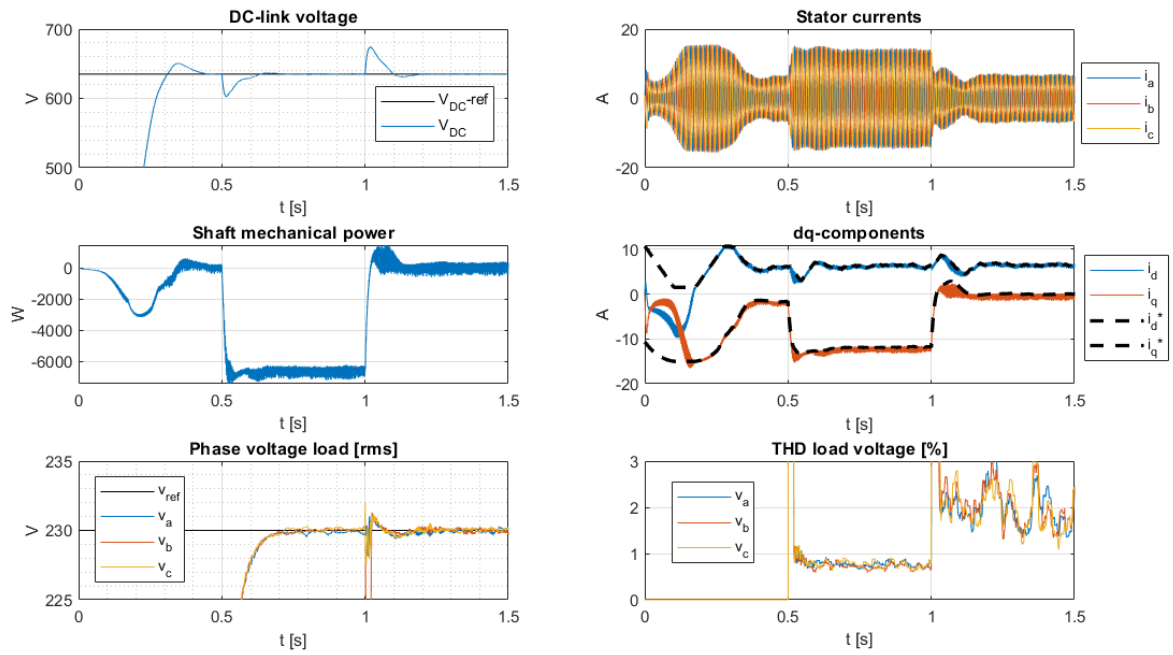 DC-link voltage
700
600
500
V
0
0.5
1
1.5
t [s]
V_DC-ref
V_DC
Stator currents
20
0
-20
A
0
0.5
1
1.5
t [s]
i_a
i_b
i_c
Shaft mechanical power
0
-2000
-4000
-6000
W
0
0.5
1
1.5
t [s]
dq-components
10
0
-10
-20
A
0
0.5
1
1.5
t [s]
i_d
i_q
i_d*
i_q*
Phase voltage load [rms]
235
230
225
V
0
0.5
1
1.5
t [s]
v_ref
v_a
v_b
v_c
THD load voltage [%]
3
2
1
0
0
0.5
1
1.5
t [s]
v_a
v_b
v_c